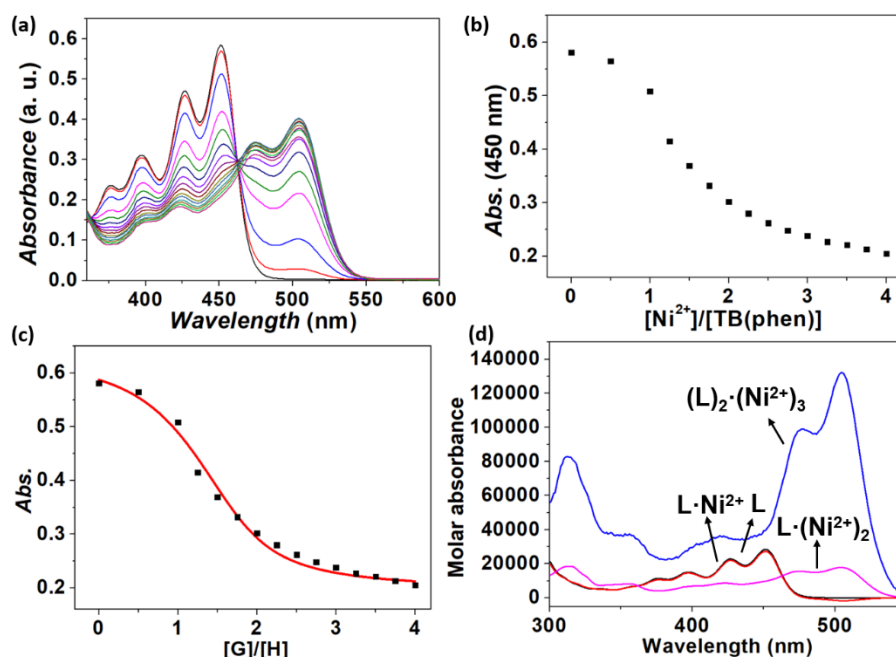 (a)
0.6
0.5
0.4
0.3
0.2
0.1
0.0
Absorbance (a. u.)
400 450 500 550 600
Wavelength (nm)
(b)
0.6
0.5
0.4
0.3
0.2
Abs. (450 nm)
0 1 2 3 4
[Ni²⁺]/[TB(phen)]
(c)
0.6
0.5
0.4
0.3
0.2
Abs.
0 1 2 3 4
[G]/[H]
(d)
140000
120000
100000
80000
60000
40000
20000
0
Molar absorbance
(L)₂·(Ni²⁺)₃
L·Ni²⁺ L
L·(Ni²⁺)₂
300 400 500
Wavelength (nm)